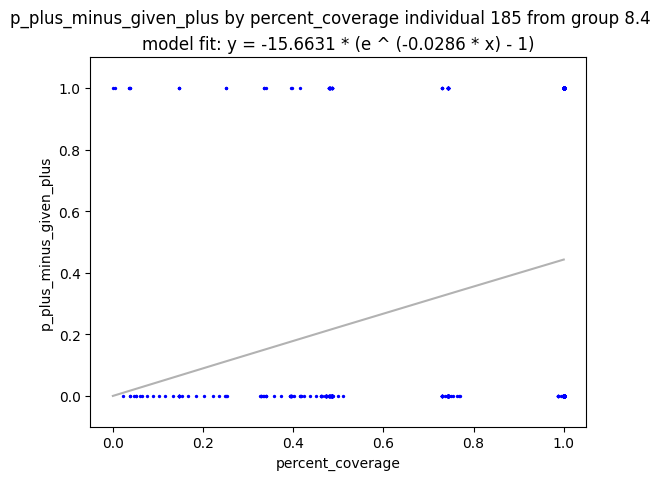 p_plus_minus_given_plus by percent_coverage individual 185 from group 8.4
model fit: y = -15.6631 * (e ^ (-0.0286 * x) - 1)
1.0
0.8
0.6
0.4
0.2
0.0
p_plus_minus_given_plus
0.0 0.2 0.4 0.6 0.8 1.0
percent_coverage